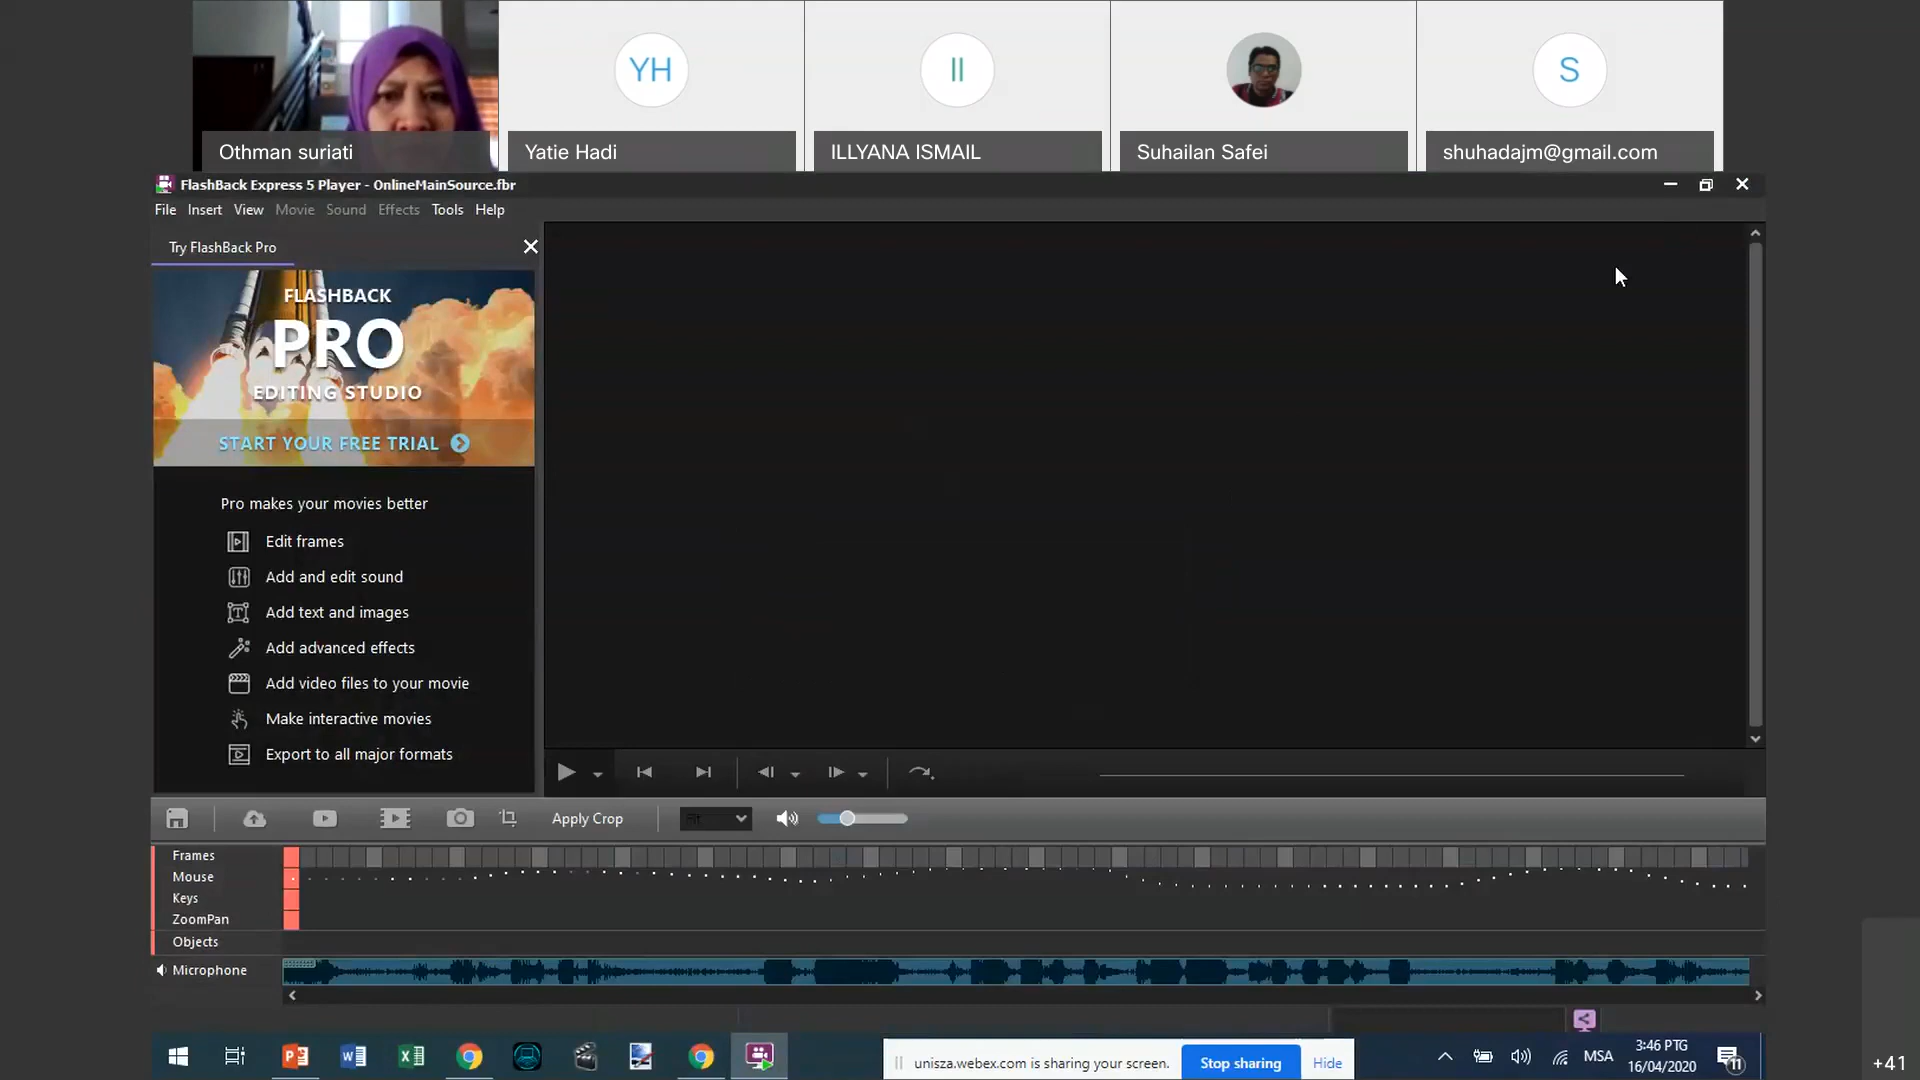 YH
II
S
Othman suriati
Yatie Hadi
ILLYANA ISMAIL
Suhailan Safei
shuhadajm@gmail.com
FlashBack Express 5 Player - OnlineMainSource.fbr
File Insert View Movie Sound Effects Tools Help
Try FlashBack Pro
FLASHBACK
PRO
EDITING STUDIO
START YOUR FREE TRIAL
Pro makes your movies better
Edit frames
Add and edit sound
Add text and images
Add advanced effects
Add video files to your movie
Make interactive movies
Export to all major formats
Apply Crop
Fit
Frames
Mouse
Keys
ZoomPan
Objects
Microphone
unisza.webex.com is sharing your screen. Stop sharing Hide
MSA
3:46 PTG
16/04/2020
11
+41